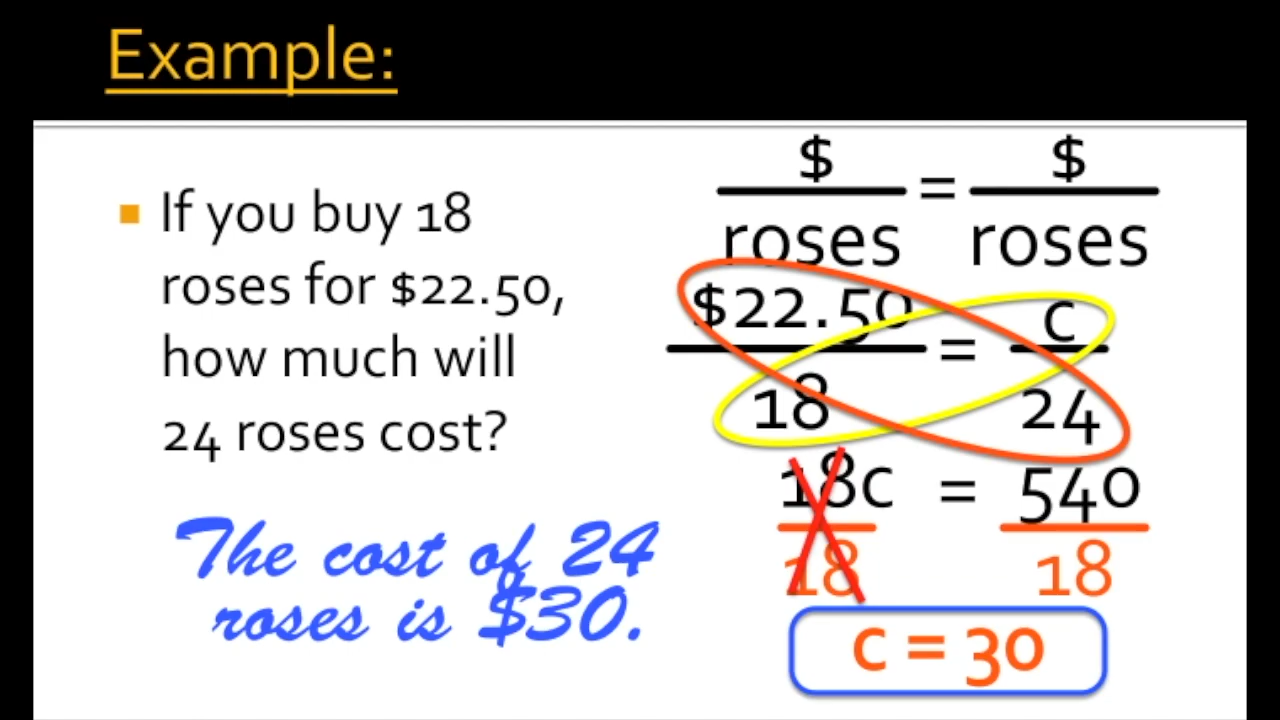 Example:
If you buy 18
roses for $22.50,
how much will
24 roses cost?
The cost of 24
roses is $30.
$ = $
roses roses
$22.50 = c
18 24
18c = 540
18 18
c = 30